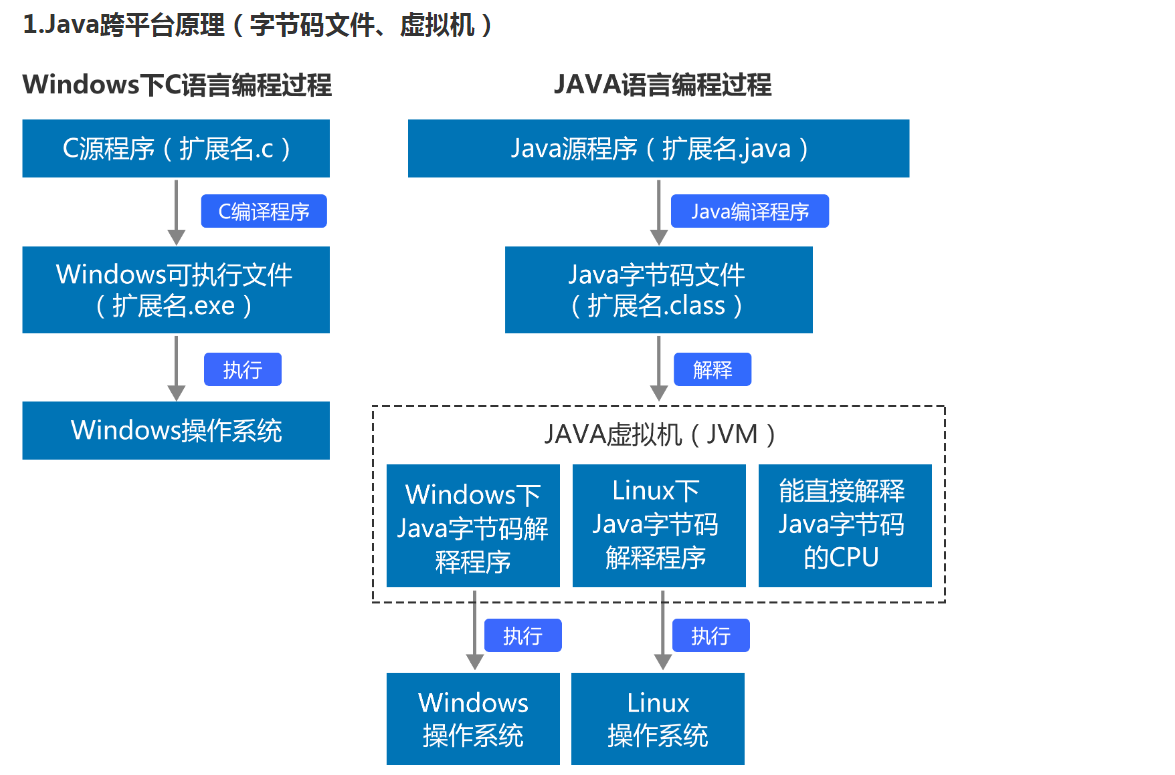 1.Java跨平台原理（字节码文件、虚拟机）
Windows下C语言编程过程
C源程序（扩展名.c）
C编译程序
Windows可执行文件
（扩展名.exe）
执行
Windows操作系统
JAVA语言编程过程
Java源程序（扩展名.java）
Java编译程序
Java字节码文件
（扩展名.class）
解释
JAVA虚拟机（JVM）
Windows下
Java字节码解
释程序
Linux下
Java字节码
解释程序
能直接解释
Java字节码
的CPU
执行
执行
Windows
操作系统
Linux
操作系统